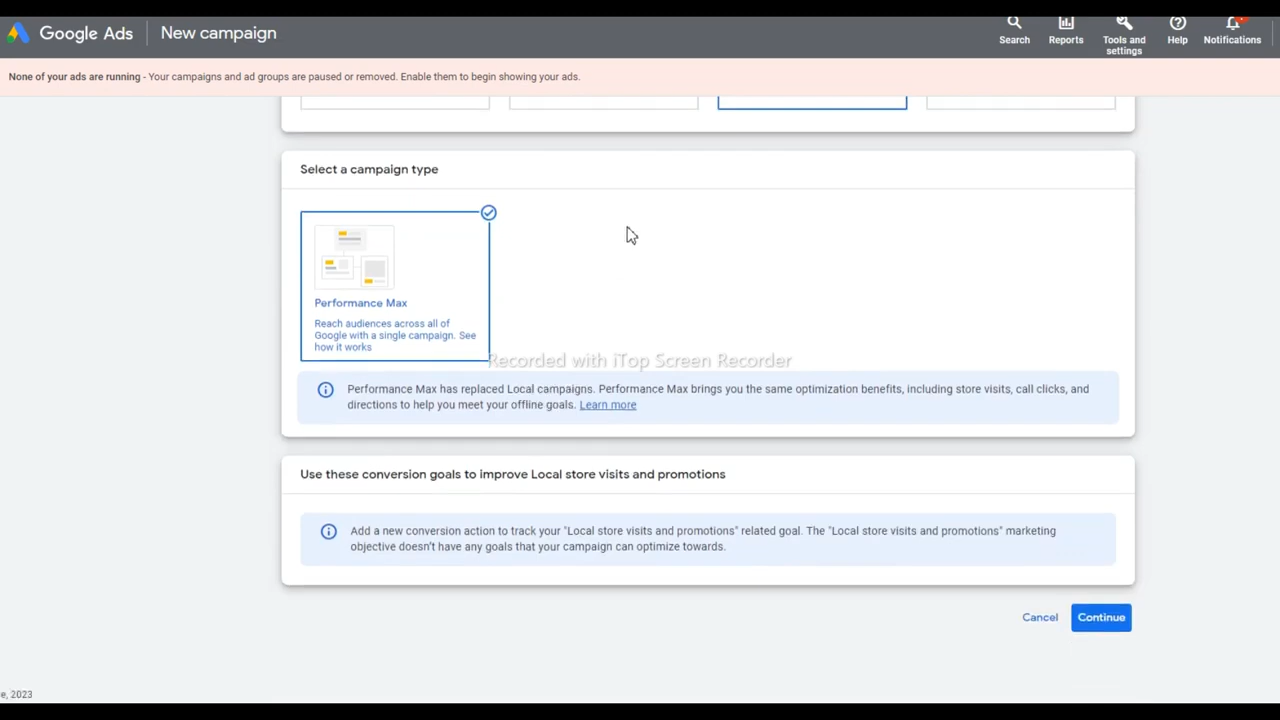 Google Ads
New campaign
Search
Reports
Tools and
settings
Help
Notifications
None of your ads are running - Your campaigns and ad groups are paused or removed. Enable them to begin showing your ads.
Select a campaign type
Performance Max
Reach audiences across all of
Google with a single campaign. See
how it works
Recorded with iTop Screen Recorder
Performance Max has replaced Local campaigns. Performance Max brings you the same optimization benefits, including store visits, call clicks, and
directions to help you meet your offline goals. Learn more
Use these conversion goals to improve Local store visits and promotions
Add a new conversion action to track your "Local store visits and promotions" related goal. The "Local store visits and promotions" marketing
objective doesn't have any goals that your campaign can optimize towards.
Cancel
Continue
e, 2023